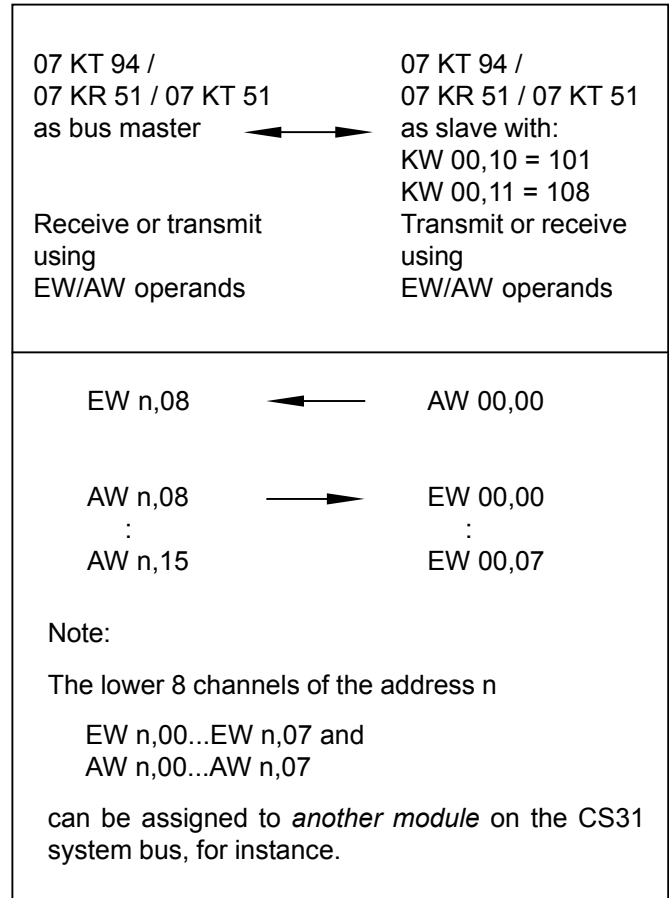 07 KT 94 /
07 KR 51 / 07 KT 51
as bus master
Receive or transmit
using
EW/AW operands
07 KT 94 /
07 KR 51 / 07 KT 51
as slave with:
KW 00,10 = 101
KW 00,11 = 108
Transmit or receive
using
EW/AW operands
EW n,08 AW 00,00
AW n,08 EW 00,00
: :
AW n,15 EW 00,07
Note:
The lower 8 channels of the address n
EW n,00...EW n,07 and
AW n,00...AW n,07
can be assigned to another module on the CS31
system bus, for instance.